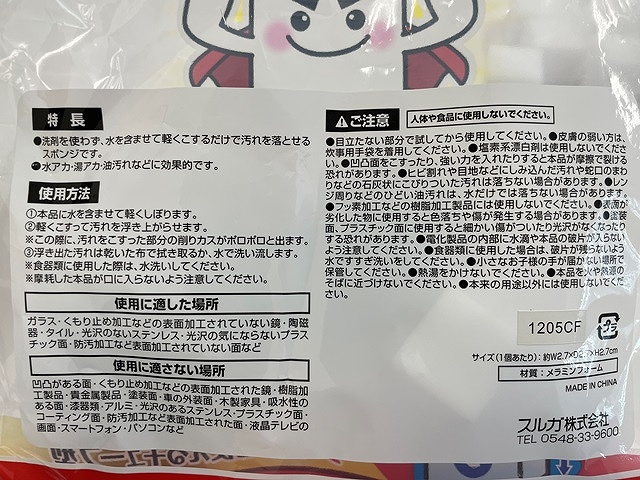 特長
●洗剤を使わず、水を含ませて軽くこするだけで汚れを落とせる
スポンジです。
●水アカ・湯アカ・油汚れなどに効果的です。
使用方法
①本品に水を含ませて軽くしぼります。
②軽くこすって汚れを浮き上がらせます。
※この際に、汚れをこすった部分の削りカスがポロポロと出ます。
③浮き出た汚れは乾いた布で拭き取るか、水で洗い流します。
※食器類に使用した際は、水洗いしてください。
※摩耗した本品が口に入らないよう注意してください。
使用に適した場所
ガラス・くもり止め加工などの表面加工されていない鏡・陶磁
器・タイル・光沢のないステンレス・光沢の気にならないプラス
チック面・防汚加工など表面加工されていない面など
使用に適さない場所
凹凸がある面・くもり止め加工などの表面加工された鏡・樹脂加
工製品・貴金属製品・塗装面・車の外装面・木製家具・吸水性の
ある面・漆器類・アルミ・光沢のあるステンレス・プラスチック面・
コーティング面・防汚加工など表面加工された面・液晶テレビの
画面・スマートフォン・パソコンなど
⚠ご注意
人体や食品に使用しないでください。
●目立たない部分で試してから使用してください。●皮膚の弱い方は、
炊事用手袋を着用してください。●塩素系漂白剤は使用しないでくださ
い。●凹凸面をこすったり、強い力を入れたりすると本品が摩擦で裂ける
恐れがあります。●ヒビ割れや目地などにしみ込んだ汚れや蛇口のまわ
りなどの石灰状にこびりついた汚れは落ちない場合があります。●レン
ジ周りなどのひどい油汚れは、水だけでは落ちない場合があります。
●フッ素加工などの樹脂加工製品には使用しないでください。●表面が
劣化した物に使用すると色落ちや傷が発生する場合があります。●塗装
面、プラスチック面に使用すると細かい傷がついたり光沢がなくなった
りする恐れがあります。●電化製品の内部に水滴や本品の破片が入らない
よう注意してください。●食器類に使用した場合は、破片が残らないよう
水ですすぎ洗いをしてください。●小さなお子様の手が届かない場所で
保管してください。●熱湯をかけないでください。●本品を火や熱源の
そばに近づけないでください。●本来の用途以外には使用しないでくだ
さい。
1205CF
プラ
サイズ(1個あたり):約W2.7×D2.7×H2.7cm
材質:メラミンフォーム
MADE IN CHINA
スルガ株式会社
TEL 0548-33-9600